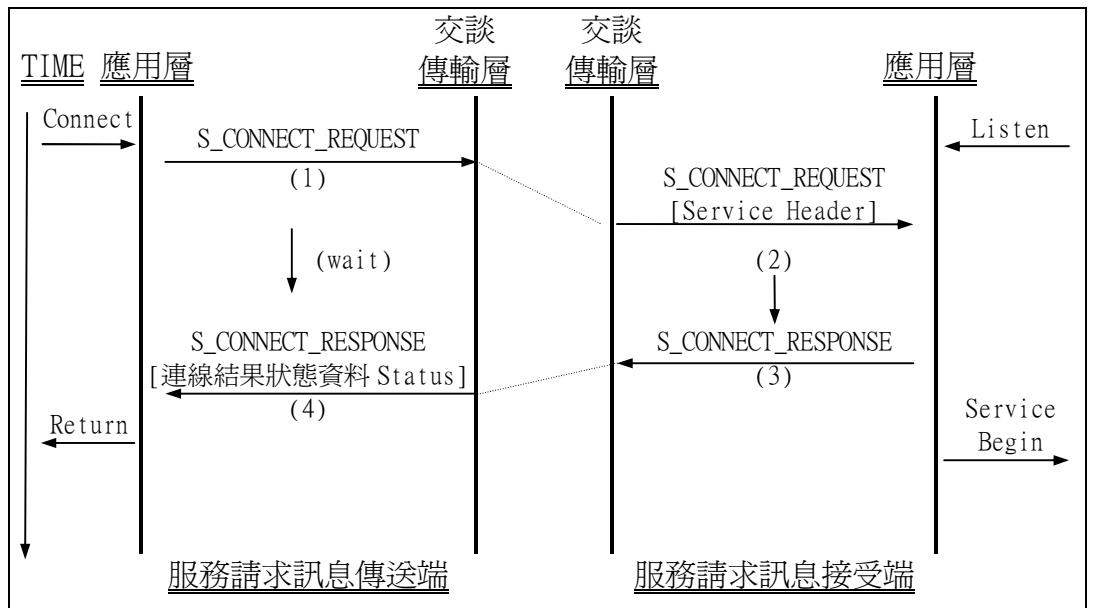 交談 交談
TIME 應用層 傳輸層 傳輸層 應用層
Connect S_CONNECT_REQUEST Listen
(1) S_CONNECT_REQUEST
[Service Header]
(wait) (2)
S_CONNECT_RESPONSE S_CONNECT_RESPONSE
[連線結果狀態資料 Status] (3)
(4)
Return Service
Begin
服務請求訊息傳送端 服務請求訊息接受端